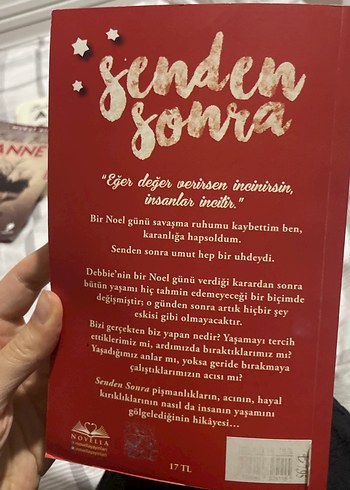 senden
sonra
"Eğer değer verirsen incinirsin,
insanlar incitir."
Bir Noel günü savaşma ruhumu kaybettim ben,
karanlığa hapsoldum.
Senden sonra umut hep bir uhdeydi.
Debbie'nin bir Noel günü verdiği karardan sonra
bütün yaşamı hiç tahmin edemeyeceği bir biçimde
değişmiştir; o günden sonra artık hiçbir şey
eskisi gibi olmayacaktır.
Bizi gerçekten biz yapan nedir? Yaşamayı tercih
ettiklerimiz mi, ardımızda bıraktıklarımız mı?
Yaşadığımız anlar mı, yoksa geride bırakmaya
çalıştıklarımızın acısı mı?
Senden Sonra pişmanlıkların, acının, hayal
kırıklıklarının nasıl da insanın yaşamını
gölgelediğinin hikâyesi...
NOVELLA
17 TL
ANNE